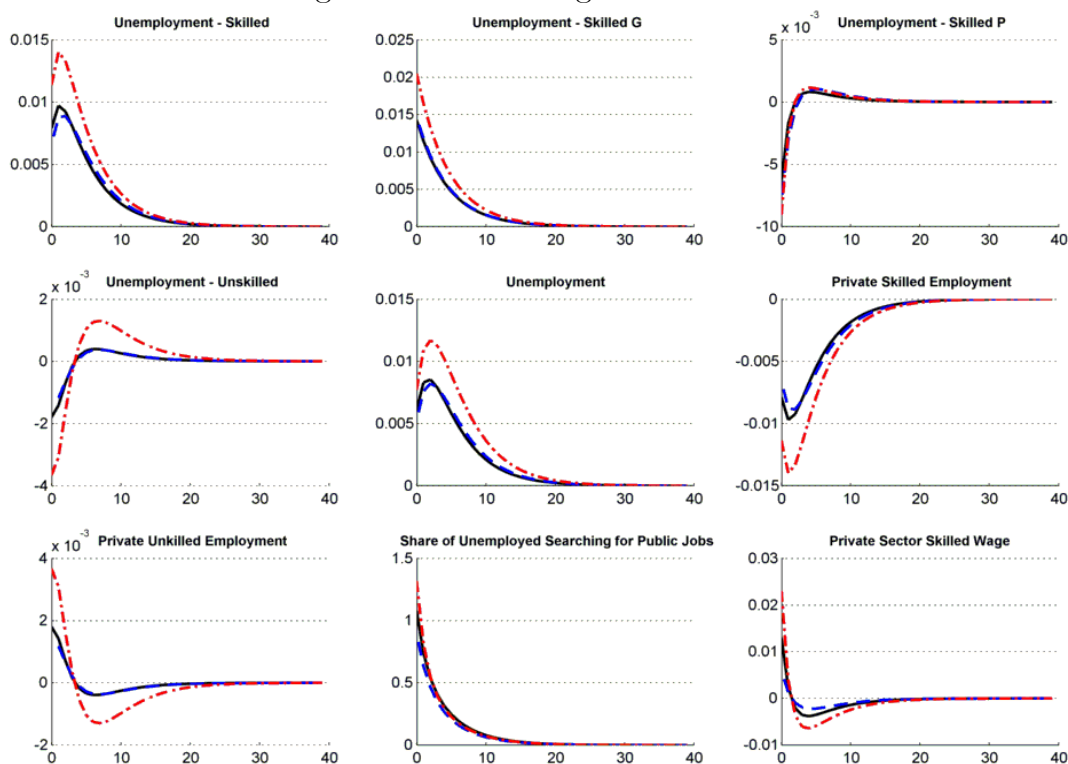 Unemployment - Skilled
0.015
0.01
0.005
0
0 10 20 30 40
Unemployment - Skilled G
0.025
0.02
0.015
0.01
0.005
0
0 10 20 30 40
Unemployment - Skilled P
x 10⁻³
5
0
-5
-10
0 10 20 30 40
Unemployment - Unskilled
x 10⁻³
2
0
-2
-4
0 10 20 30 40
Unemployment
0.015
0.01
0.005
0
0 10 20 30 40
Private Skilled Employment
0
-0.005
-0.01
-0.015
0 10 20 30 40
Private Unkilled Employment
x 10⁻³
4
2
0
-2
0 10 20 30 40
Share of Unemployed Searching for Public Jobs
1.5
1
0.5
0
0 10 20 30 40
Private Sector Skilled Wage
0.03
0.02
0.01
0
-0.01
0 10 20 30 40